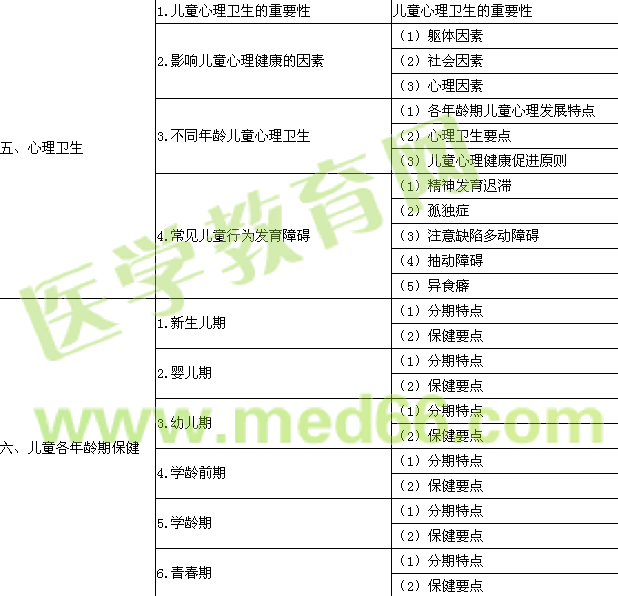 1.儿童心理卫生的重要性
儿童心理卫生的重要性
2.影响儿童心理健康的因素
（1）躯体因素
（2）社会因素
（3）心理因素
五、心理卫生
3.不同年龄儿童心理卫生
（1）各年龄期儿童心理发展特点
（2）心理卫生要点
（3）儿童心理健康促进原则
4.常见儿童行为发育障碍
（1）精神发育迟滞
（2）孤独症
（3）注意缺陷多动障碍
（4）抽动障碍
（5）异食癖
六、儿童各年龄期保健
1.新生儿期
（1）分期特点
（2）保健要点
2.婴儿期
（1）分期特点
（2）保健要点
3.幼儿期
（1）分期特点
（2）保健要点
4.学龄前期
（1）分期特点
（2）保健要点
5.学龄期
（1）分期特点
（2）保健要点
6.青春期
（1）分期特点
（2）保健要点
医学教育网
www.med66.com